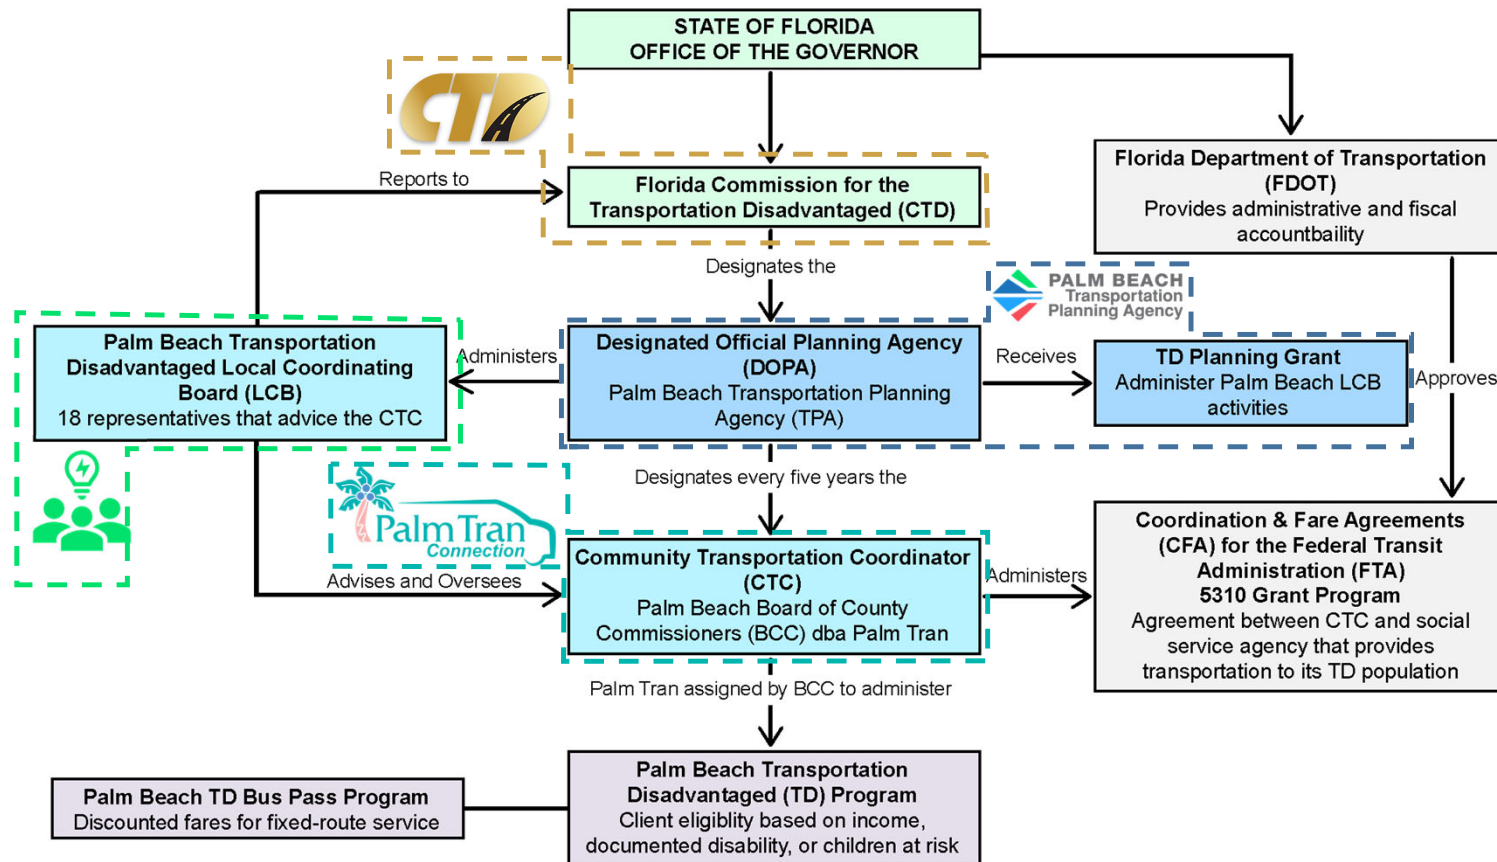 STATE OF FLORIDA
OFFICE OF THE GOVERNOR
CTD
Reports to
Florida Commission for the
Transportation Disadvantaged (CTD)
Florida Department of Transportation
(FDOT)
Provides administrative and fiscal
accountbaility
Designates the
PALM BEACH
Transportation
Planning Agency
Palm Beach Transportation
Disadvantaged Local Coordinating
Board (LCB)
18 representatives that advice the CTC
Administers
Designated Official Planning Agency
(DOPA)
Palm Beach Transportation Planning
Agency (TPA)
Receives
TD Planning Grant
Administer Palm Beach LCB
activities
Approves
Designates every five years the
Palm Tran
Connection
Advises and Oversees
Community Transportation Coordinator
(CTC)
Palm Beach Board of County
Commissioners (BCC) dba Palm Tran
Administers
Coordination & Fare Agreements
(CFA) for the Federal Transit
Administration (FTA)
5310 Grant Program
Agreement between CTC and social
service agency that provides
transportation to its TD population
Palm Tran assigned by BCC to administer
Palm Beach TD Bus Pass Program
Discounted fares for fixed-route service
Palm Beach Transportation
Disadvantaged (TD) Program
Client eligiblity based on income,
documented disability, or children at risk